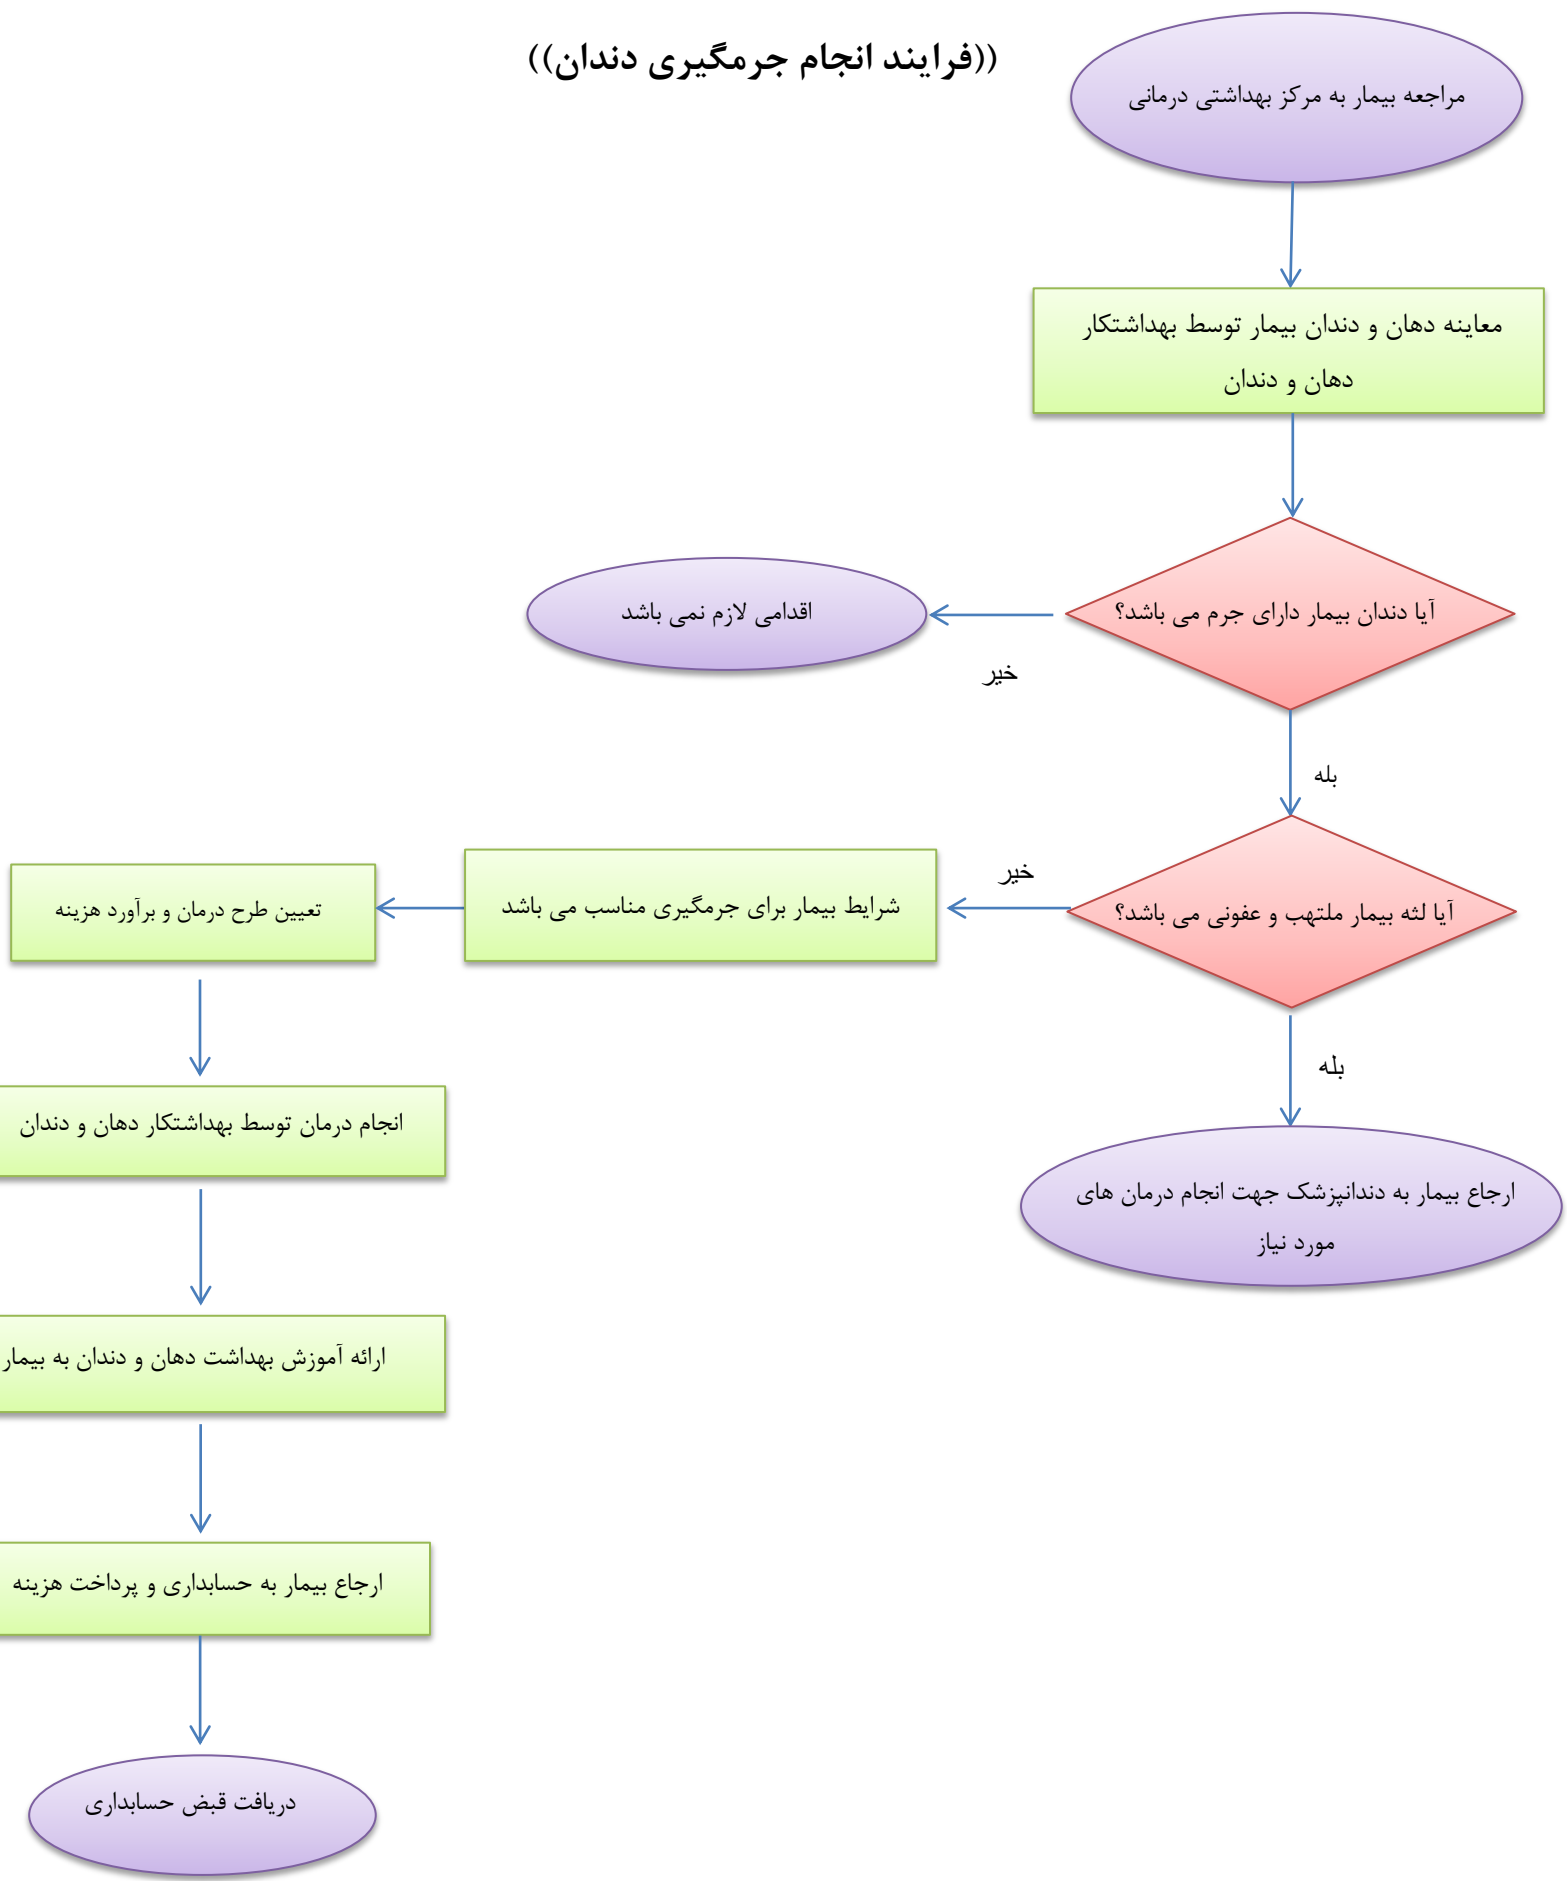 ((فرایند انجام جرمگیری دندان))
مراجعه بیمار به مرکز بهداشتی درمانی
معاینه دهان و دندان بیمار توسط بهداشتکار
دهان و دندان
آیا دندان بیمار دارای جرم می باشد؟
اقدامی لازم نمی باشد
خیر
بله
آیا لثه بیمار ملتهب و عفونی می باشد؟
خیر
شرایط بیمار برای جرمگیری مناسب می باشد
تعیین طرح درمان و برآورد هزینه
بله
ارجاع بیمار به دندانپزشک جهت انجام درمان های
مورد نیاز
انجام درمان توسط بهداشتکار دهان و دندان
ارائه آموزش بهداشت دهان و دندان به بیمار
ارجاع بیمار به حسابداری و پرداخت هزینه
دریافت قبض حسابداری